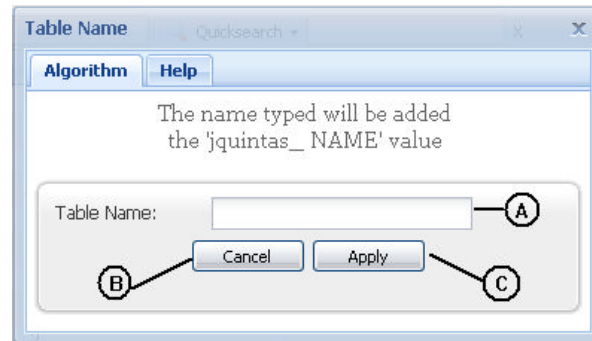 Table Name
Quicksearch
x
x
Algorithm Help
The name typed will be added
the 'jquintas_ NAME' value
Table Name:
A
Cancel Apply
B
C